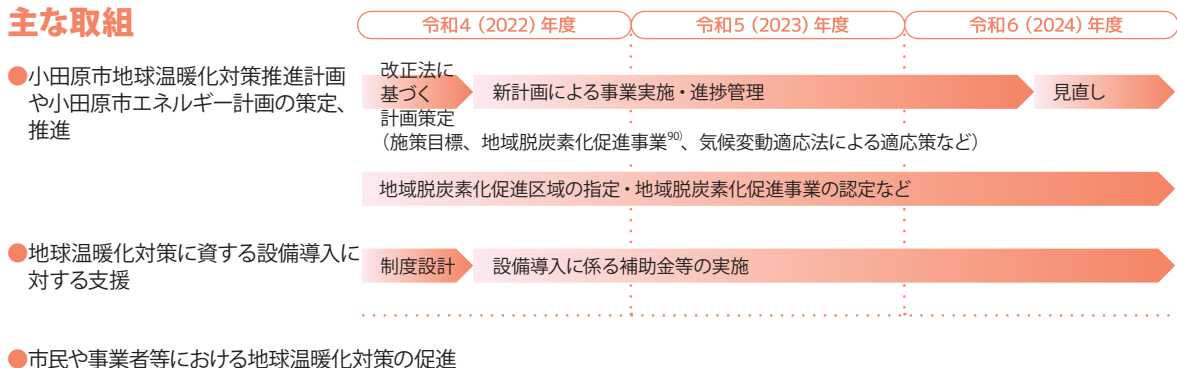 主な取組
令和4（2022）年度
令和5（2023）年度
令和6（2024）年度
●小田原市地球温暖化対策推進計画
や小田原市エネルギー計画の策定、
推進
改正法に
基づく
計画策定
新計画による事業実施・進捗管理
見直し
（施策目標、地域脱炭素化促進事業90）、気候変動適応法による適応策など）
地域脱炭素化促進区域の指定・地域脱炭素化促進事業の認定など
●地球温暖化対策に資する設備導入に
対する支援
制度設計
設備導入に係る補助金等の実施
●市民や事業者等における地球温暖化対策の促進